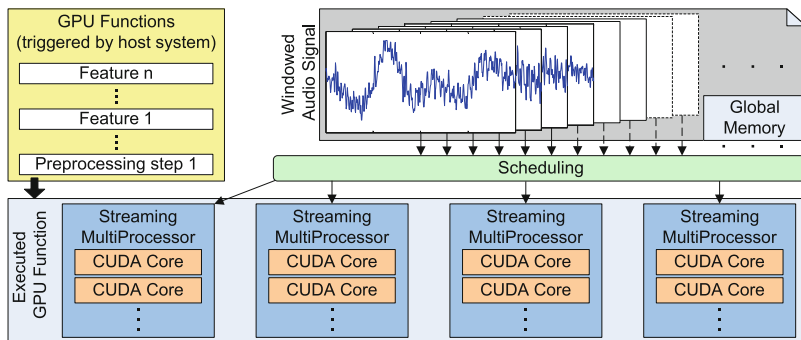 GPU Functions
(triggered by host system)
Feature n
Feature 1
Preprocessing step 1
Windowed
Audio Signal
Global
Memory
Scheduling
Executed
GPU Function
Streaming
MultiProcessor
CUDA Core
CUDA Core
Streaming
MultiProcessor
CUDA Core
CUDA Core
Streaming
MultiProcessor
CUDA Core
CUDA Core
Streaming
MultiProcessor
CUDA Core
CUDA Core